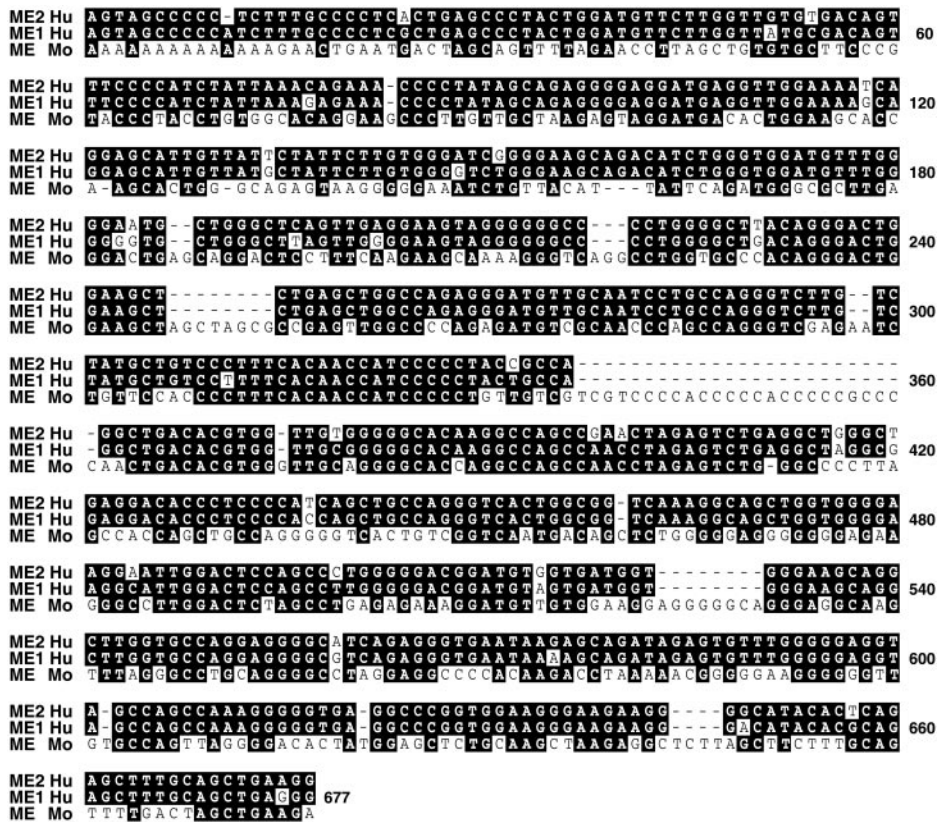 ME2 Hu AGTAGCCCCC-TCTTTGCCCCTCACTGAGCCCTACTGGATGTTCTTGGTTGTGTGACAGT
ME1 Hu AGTAGCCCCCATCTTTGCCCCTCGCTGAGCCCTACTGGATGTTCTTGGTTATGCGACAGT 60
ME Mo AAAAAAAAAAAAAAGAACTGAATGACTAGCAGTTTTAGAACCTTAGCTGTGTGCTTCCCG
ME2 Hu TTCCCCATCTATTAAACAGAAA-CCCCTATAGCAGAGGGGAGGATGAGGTTGGAAAATCA
ME1 Hu TTCCCCATCTATTAAAGAGAAA-CCCCTATAGCAGAGGGGAGGATGAGGTTGGAAAAGCA 120
ME Mo TACCCTACCTGTGGCACAGGAAGCCCTTGTTGCTAAGAGTAGGATGACACTGGAAGCACC
ME2 Hu GGAGCATTGTTATTCTATTCTTGTGGGATCGGGGAAGCAGACATCTGGGTGGATGTTTGG
ME1 Hu GGAGCATTGTTATGCTATTCTTGTGGGGTCTGGGAAGCAGACATCTGGGTGGATGTTTGG 180
ME Mo A-AGCACTGG-GCAGAGTAAGGGGGAAATCTGTTACAT---TATTCAGATGGGCGCTTGA
ME2 Hu GGAATG--CTGGGCTCAGTTGAGGAAGTAGGGGGGGCC---CCTGGGGCTTACAGGGACTG
ME1 Hu GGGGTG--CTGGGCTTAGTTGGGGAAGTAGGGGGGGCC---CCTGGGGCTGACAGGGACTG 240
ME Mo GGACTGAGCAGGACTCCTTTCAAGAAGCAAAAGGGTCAGGCCTGGTGCCCACAGGGACTG
ME2 Hu GAAGCT--------CTGAGCTGGCCAGAGGGATGTTGCAATCCTGCCAGGGTCTTG--TC
ME1 Hu GAAGCT--------CTGAGCTGGCCAGAGGGATGTTGCAATCCTGCCAGGGTCTTG--TC 300
ME Mo GAAGCTAGCTAGCGCCGAGTTGGCCCCAGAGATGTCGCAACCCAGCCAGGGTCGAGAATC
ME2 Hu TATGCTGTCCCTTTCACAACCATCCCCCTACCGCCA------------------------
ME1 Hu TATGCTGTCCTTTTCACAACCATCCCCCTACTGCCA------------------------ 360
ME Mo TGTTCCACCCCTTTCACAACCATCCCCCTGTTGTCGTCGTCCCCACCCCCACCCCCGCCC
ME2 Hu -GGCTGACACGTGG-TTGTGGGGGCACAAGGCCAGCCGAACTAGAGTCTGAGGCTGGGCT
ME1 Hu -GGCTGACACGTGG-TTGCGGGGGCACAAGGCCAGCCAACCTAGAGTCTGAGGCTAGGCG 420
ME Mo CAACTGACACGTGGGTTGCAGGGGCACCAGGCCAGCCAACCTAGAGTCTG-GGCCCCTTA
ME2 Hu GAGGACACCCTCCCCATCAGCTGCCAGGGTCACTGGCGG-TCAAAGGCAGCTGGTGGGGA
ME1 Hu GAGGACACCCTCCCCACCAGCTGCCAGGGTCACTGGCGG-TCAAAGGCAGCTGGTGGGGA 480
ME Mo GCCACCAGCTGCCAGGGGGTCACTGTCGGTCAATGACAGCTCTGGGGGAGGGGGGGAGAA
ME2 Hu AGGAATTGGACTCCAGCCCTGGGGGACGGATGTGGTGATGGT--------GGGAAGCAGG
ME1 Hu AGGCATTGGACTCCAGCCTTGGGGGACGGATGTAGTGATGGT--------GGGAAGCAGG 540
ME Mo GGGCCTTGGACTCTAGCCTGAGAGAAAGGATGTTGTGGAAGGAGGGGGCAGGGAGGCAAG
ME2 Hu CTTGGTGCCAGGAGGGGCATCAGAGGGTGAATAAGAGCAGATAGAGTGTTTGGGGGAGGT
ME1 Hu CTTGGTGCCAGGAGGGGCGTCAGAGGGTGAATAAAAGCAGATAGAGTGTTTGGGGGAGGT 600
ME Mo TTTAGGGCCTGCAGGGGCCTAGGAGGCCCCACAAGACCTAAAAACGGGGGAAGGGGGGTT
ME2 Hu A-GCCAGCCAAAGGGGGTGA-GGCCCGGTGGAAGGGAAGAAGG----GGCATACACTCAG
ME1 Hu A-GCCAGCCAAAGGGGGTGA-GGCCCGGTGGAAGGGAAGAAGG----GACATACACGCAG 660
ME Mo GTGCCAGTTAGGGGACACTATGGAGCTCTGCAAGCTAAGAGGCTCTTAGCTTCTTTGCAG
ME2 Hu AGCTTTGCAGCTGAAGG
ME1 Hu AGCTTTGCAGCTGAGGG 677
ME Mo TTTTGACTAGCTGAAGA